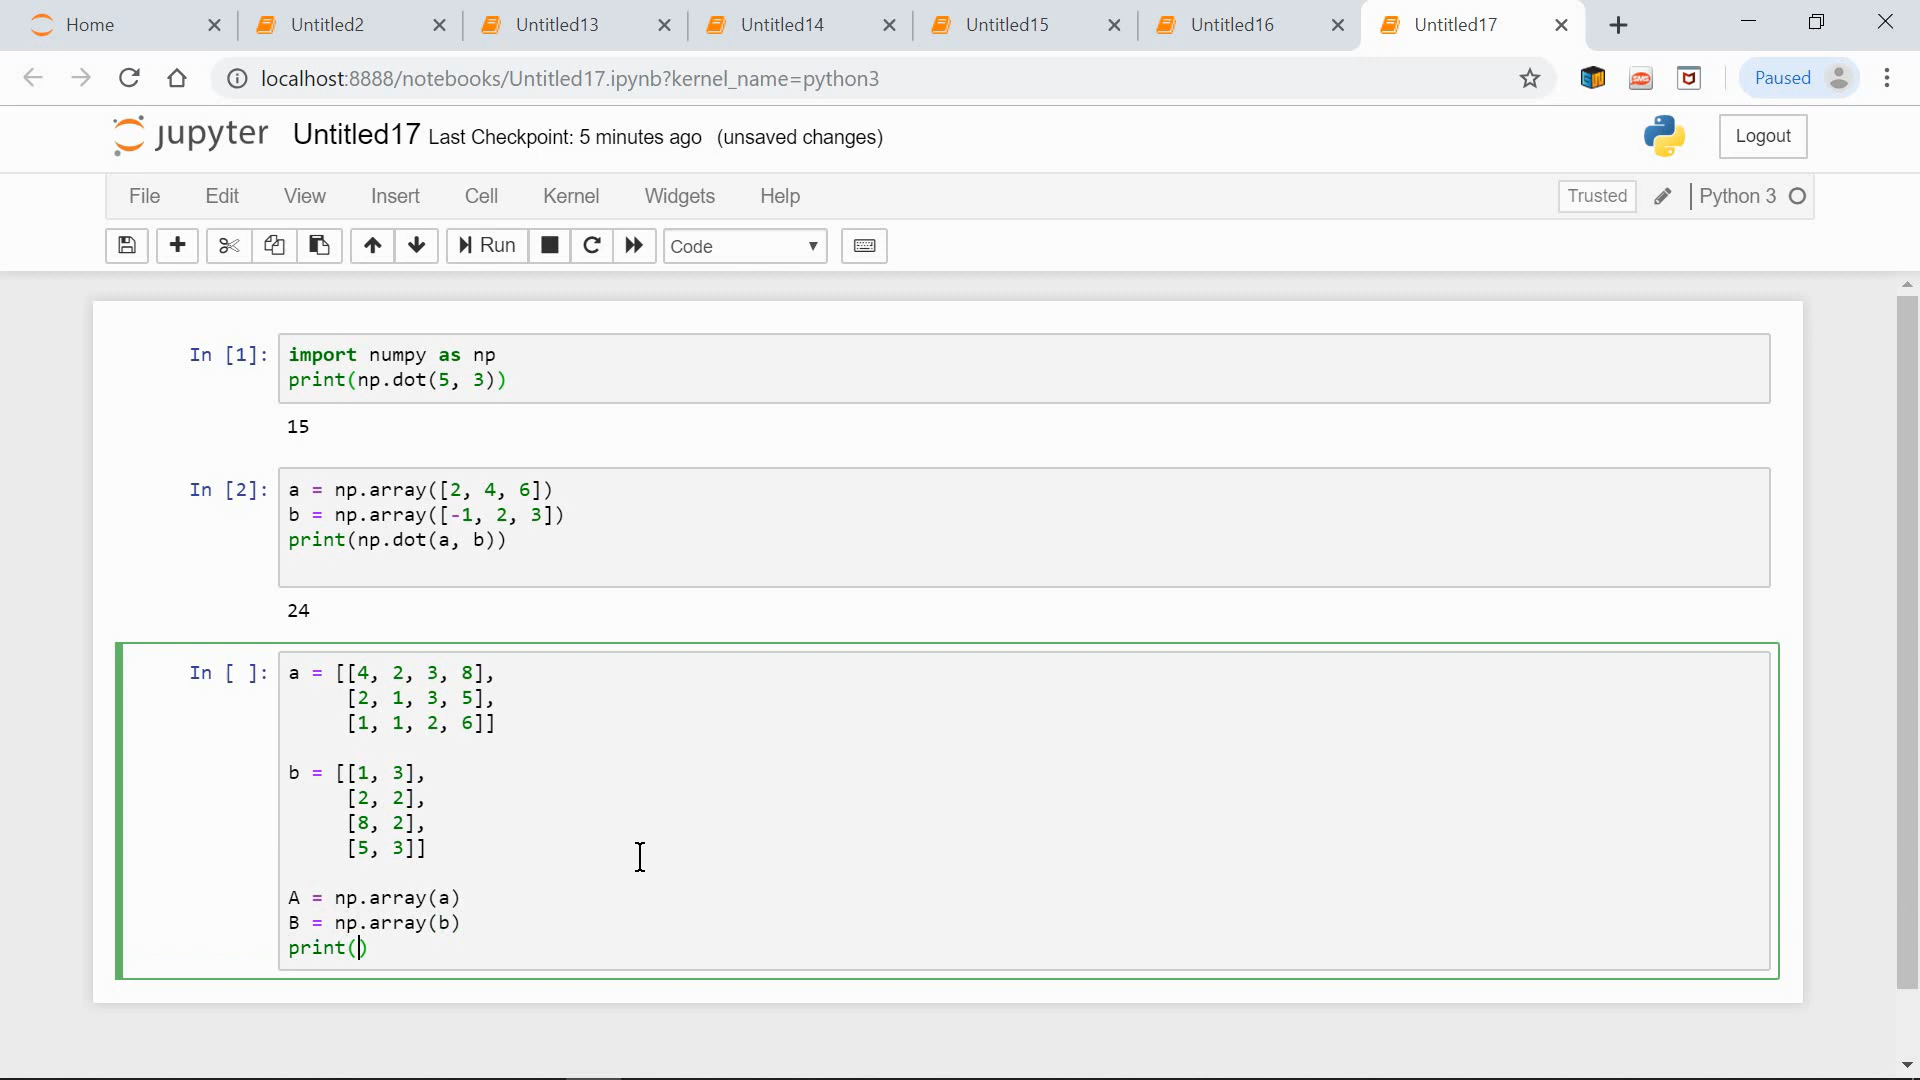 Home
Untitled2
Untitled13
Untitled14
Untitled15
Untitled16
Untitled17
localhost:8888/notebooks/Untitled17.ipynb?kernel_name=python3
SMS
Paused
jupyter Untitled17 Last Checkpoint: 5 minutes ago (unsaved changes)
Logout
File Edit View Insert Cell Kernel Widgets Help
Trusted
Python 3
Run
Code
In [1]: import numpy as np
print(np.dot(5, 3))
15
In [2]: a = np.array([2, 4, 6])
b = np.array([-1, 2, 3])
print(np.dot(a, b))
24
In [ ]: a = [[4, 2, 3, 8],
[2, 1, 3, 5],
[1, 1, 2, 6]]
b = [[1, 3],
[2, 2],
[8, 2],
[5, 3]]
A = np.array(a)
B = np.array(b)
print()